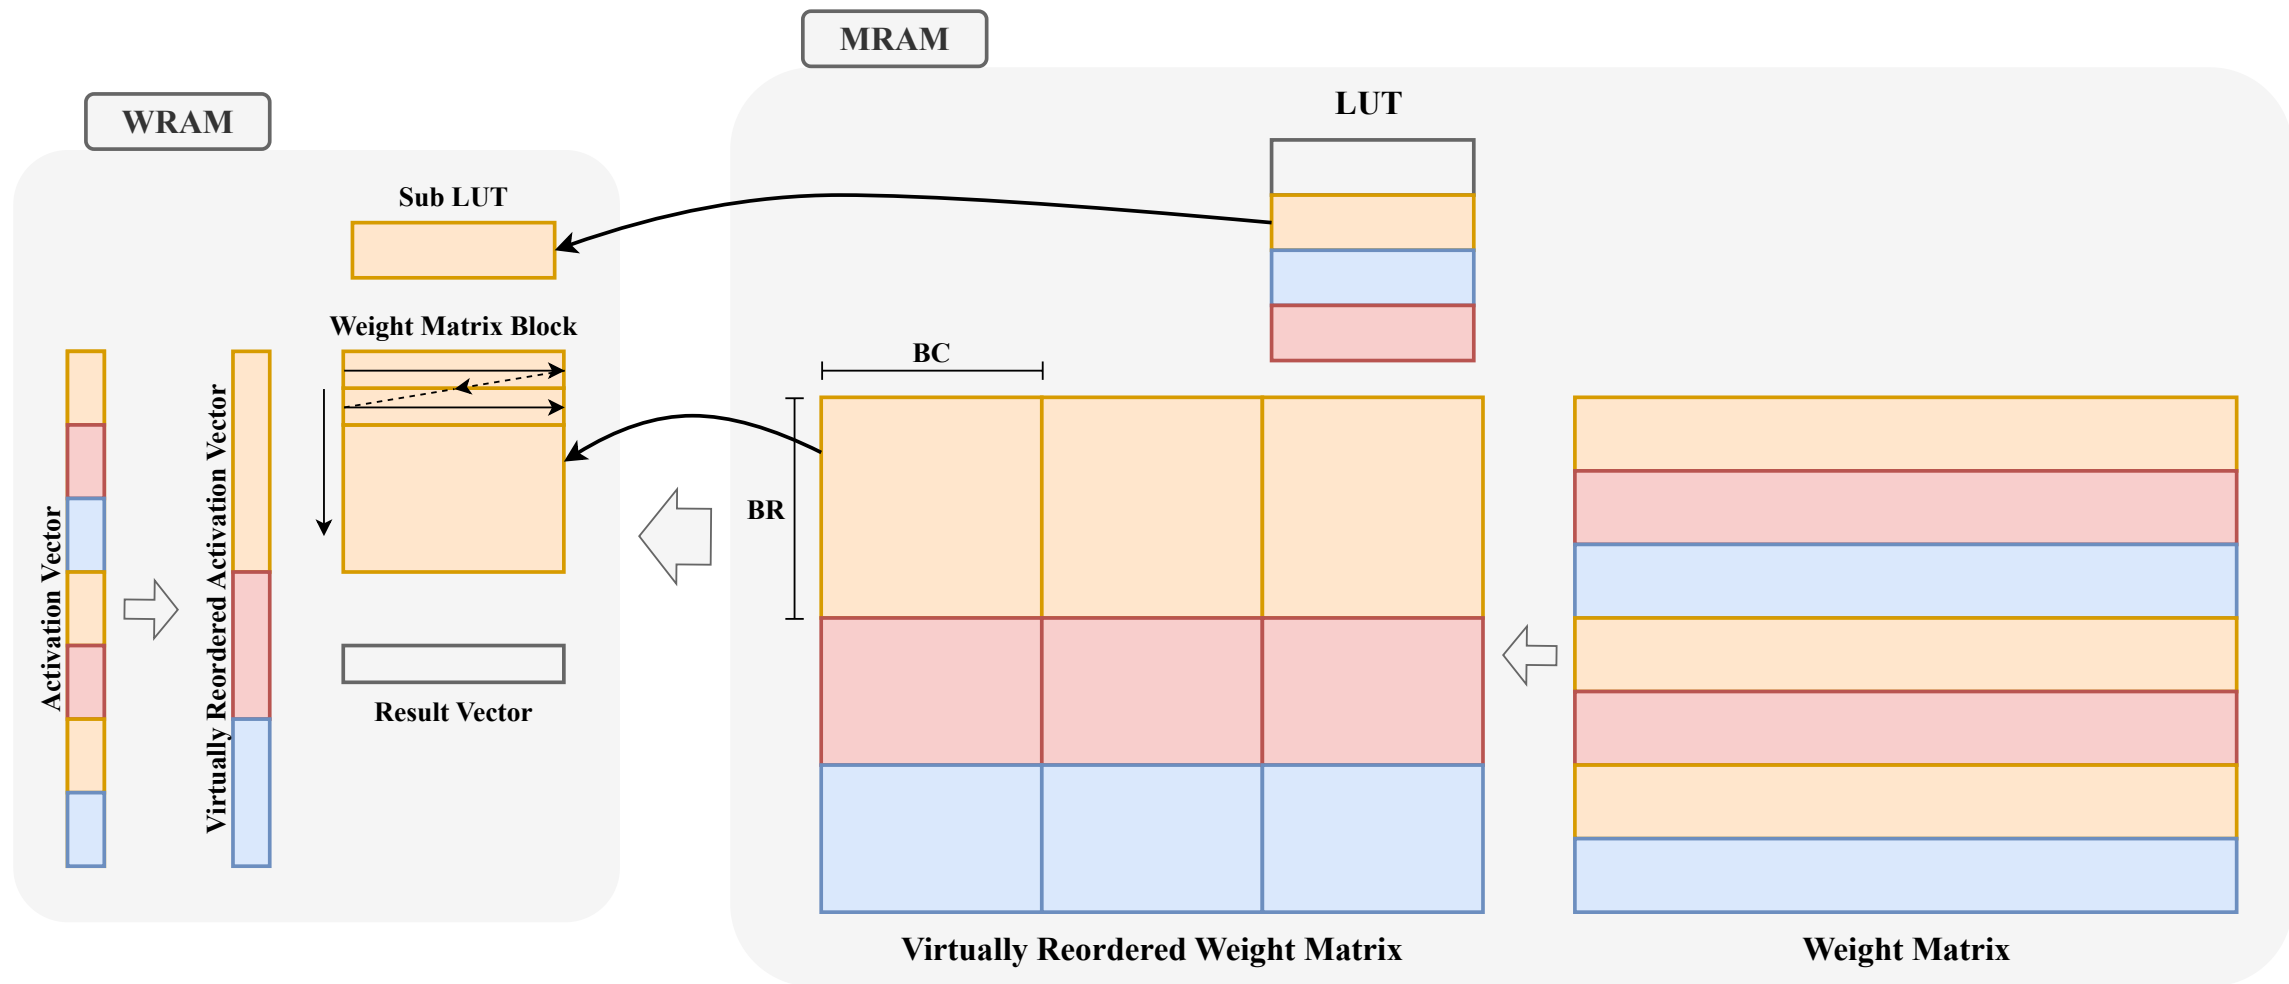 MRAM
WRAM
LUT
Sub LUT
Weight Matrix Block
BC
BR
Activation Vector
Virtually Reordered Activation Vector
Result Vector
Virtually Reordered Weight Matrix
Weight Matrix